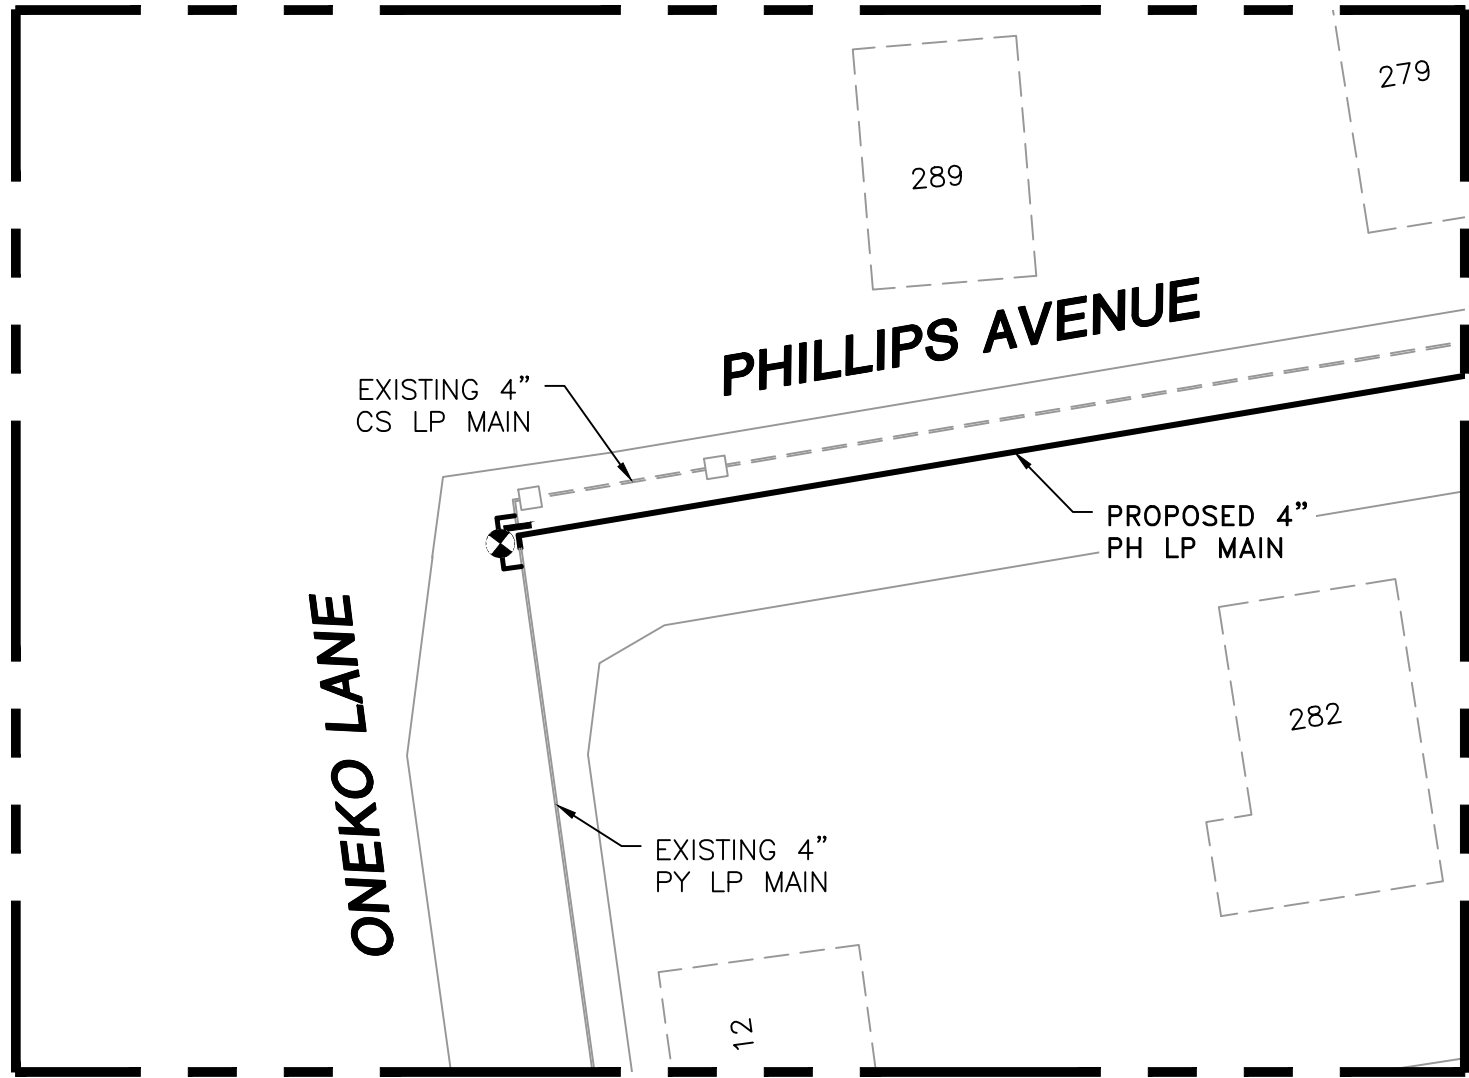 279
289
PHILLIPS AVENUE
EXISTING 4”
CS LP MAIN
PROPOSED 4”
PH LP MAIN
ONEKO LANE
282
EXISTING 4”
PY LP MAIN
12